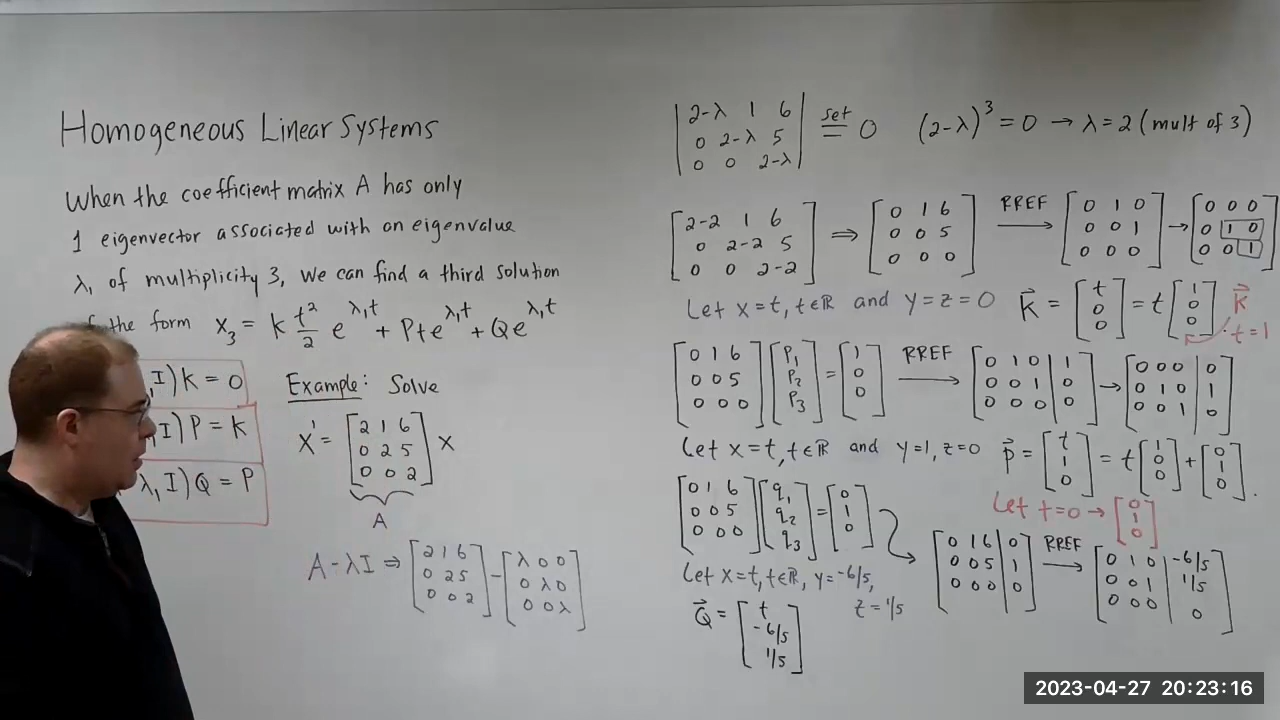 Homogeneous Linear Systems
When the coefficient matrix A has only
1 eigenvector associated with an eigenvalue
λ₁ of multiplicity 3, we can find a third solution
the form X₃ = K t²/2 e^λ₁t + Pte^λ₁t + Qe^λ₁t
I)K = 0
I)P = K
λ₁I)Q = P
Example: Solve
X' = [2 1 6
0 2 5
0 0 2] X
A
A-λI ⇒ [2 1 6
0 2 5
0 0 2] - [λ 0 0
0 λ 0
0 0 λ]
|2-λ 1 6
0 2-λ 5
0 0 2-λ| set = 0 (2-λ)³ = 0 → λ = 2 (mult of 3)
[2-2 1 6
0 2-2 5
0 0 2-2] ⇒ [0 1 6
0 0 5
0 0 0] RREF → [0 1 0
0 0 1
0 0 0] → [0 0 0
0 1 0
0 0 1]
Let x=t, t∈ℝ and y=z=0 K⃗ = [t
0
0] = t [1
0
0] K⃗
t=1
[0 1 6
0 0 5
0 0 0] [P₁
P₂
P₃] = [1
0
0] RREF → [0 1 0 | 1
0 0 1 | 0
0 0 0 | 0] → [0 0 0 | 0
0 1 0 | 1
0 0 1 | 0]
Let x=t, t∈ℝ and y=1, z=0 P⃗ = [t
1
0] = t [1
0
0] + [0
1
0].
Let t=0 → [0
1
0]
[0 1 6
0 0 5
0 0 0] [q₁
q₂
q₃] = [0
1
0] → [0 1 6 | 0
0 0 5 | 1
0 0 0 | 0] RREF → [0 1 0 | -6/5
0 0 1 | 1/5
0 0 0 | 0]
Let x=t, t∈ℝ, y=-6/5,
z=1/5
Q⃗ = [t
-6/5
1/5]
2023-04-27 20:23:16